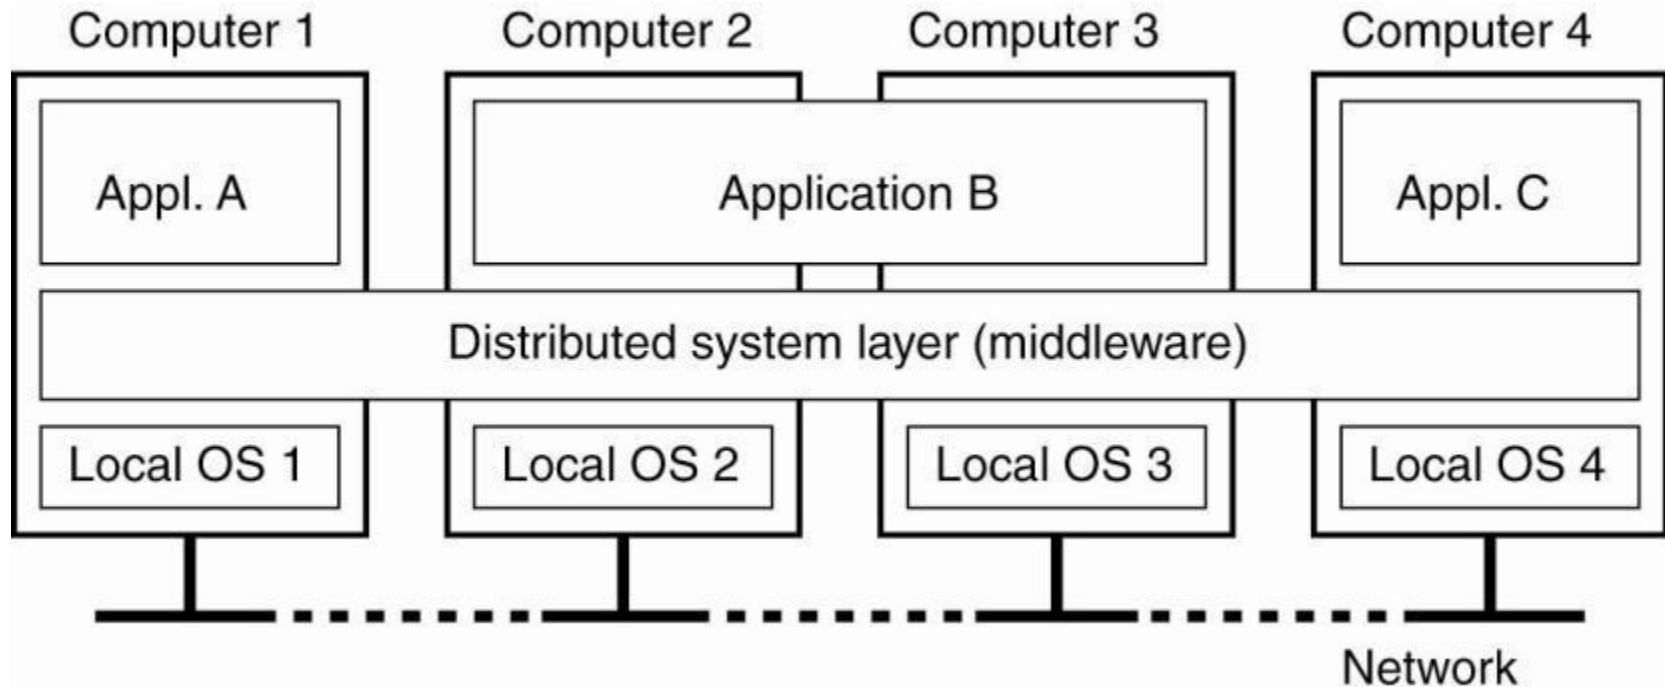 Computer 1
Computer 2
Computer 3
Computer 4
Appl. A
Application B
Appl. C
Distributed system layer (middleware)
Local OS 1
Local OS 2
Local OS 3
Local OS 4
Network